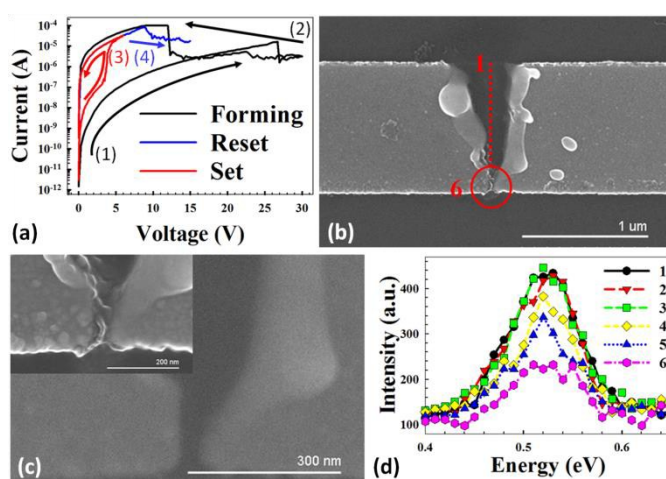 10⁻⁴
10⁻⁵
10⁻⁶
10⁻⁷
10⁻⁸
10⁻⁹
10⁻¹⁰
10⁻¹¹
10⁻¹²
Current (A)
(1)
(2)
(3)
(4)
Forming
Reset
Set
0 5 10 15 20 25 30
Voltage (V)
(a)
1
6
1 um
(b)
200 nm
300 nm
(c)
400
300
200
100
Intensity (a.u.)
1
2
3
4
5
6
0.4 0.5 0.6
Energy (eV)
(d)